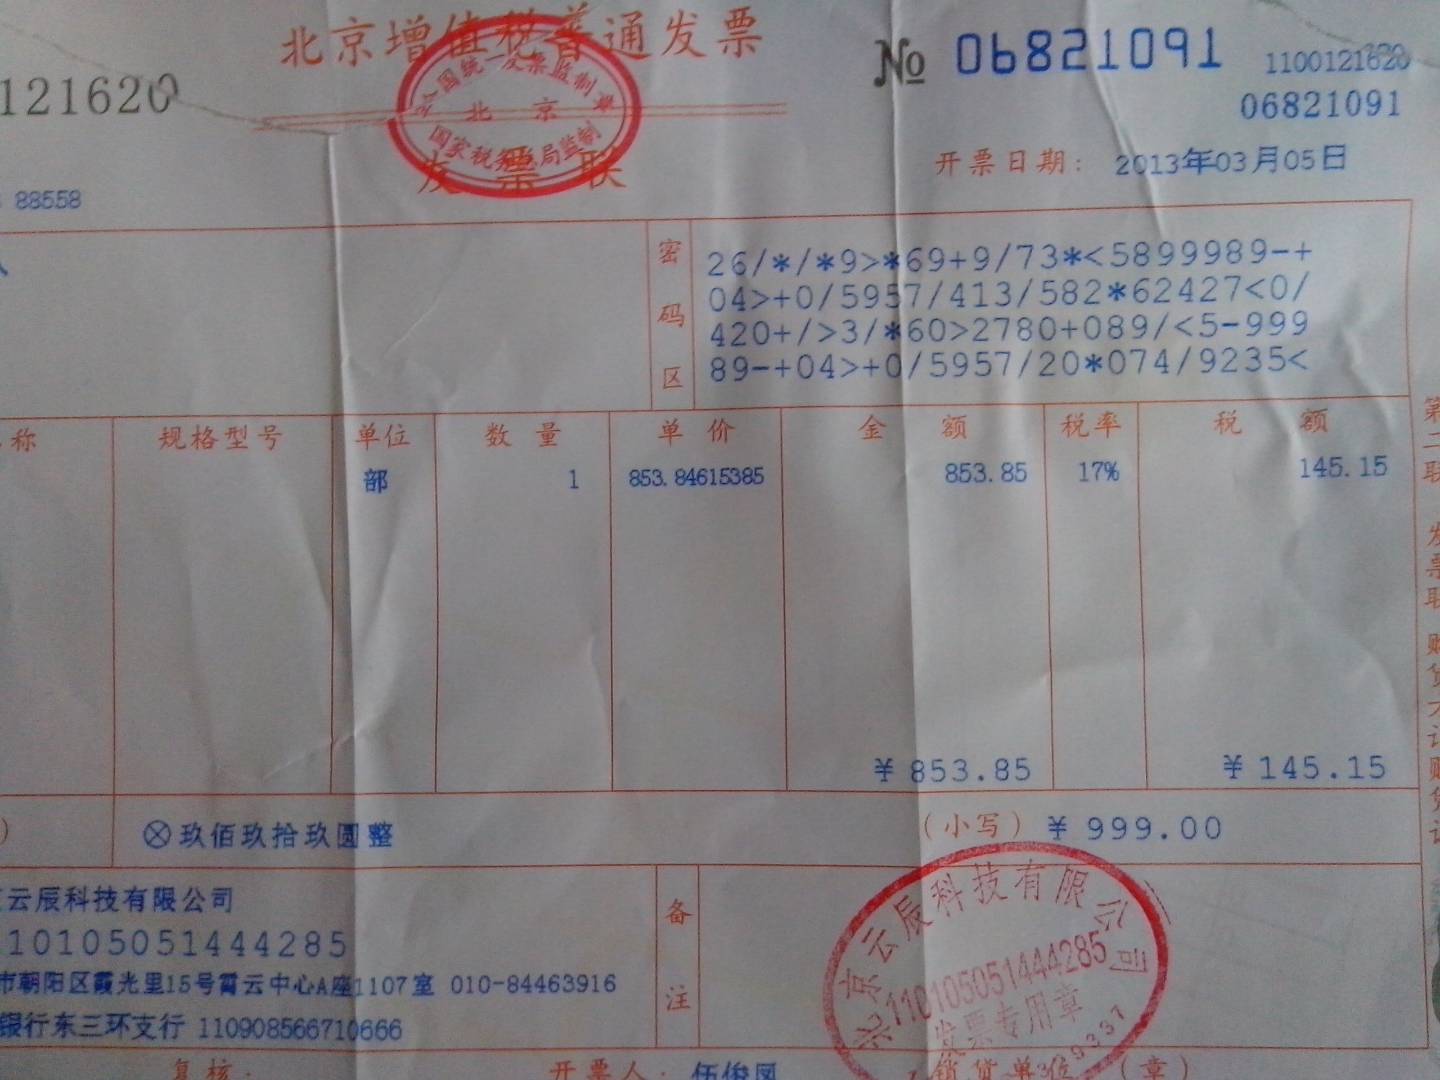 北京增值税普通发票
全国统一发票监制章
北京
国家税务总局监制
发票联
№ 06821091
1100121620
06821091
121620
开票日期: 2013年03月05日
88558
密码区
26/*/*9>*69+9/73*<5899989-+
04>+0/5957/413/582*62427<0/
420+/>3/*60>2780+089/<5-999
89-+04>+0/5957/20*074/9235<
称 规格型号 单位 数量 单价 金额 税率 税额
部 1 853.84615385 853.85 17% 145.15
¥853.85 ¥145.15
ⓧ玖佰玖拾玖圆整 (小写) ¥999.00
云辰科技有限公司
10105051444285
市朝阳区霞光里15号霄云中心A座1107室 010-84463916
银行东三环支行 110908566710666
备注
北京云辰科技有限公司
110105051444285
发票专用章
复核: 开票人: 伍俊凤 销货单位 (章)
第二联 发票联